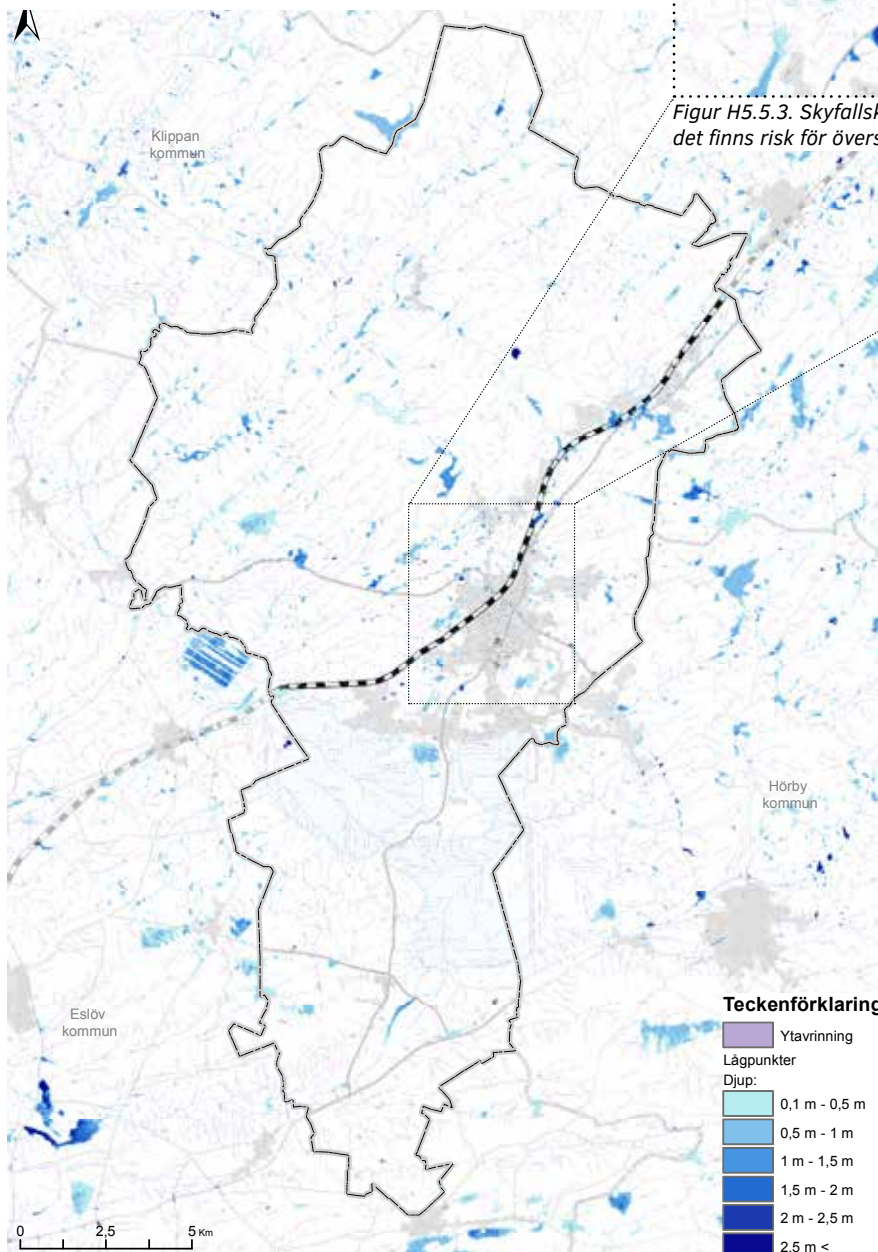 Figur H5.5.3. Skyfallsk
det finns risk för övers
Klippan
kommun
Hörby
kommun
Eslöv
kommun
Teckenförklaring
Ytavrinning
Lågpunkter
Djup:
0,1 m - 0,5 m
0,5 m - 1 m
1 m - 1,5 m
1,5 m - 2 m
2 m - 2,5 m
2,5 m <
0 2,5 5 Km